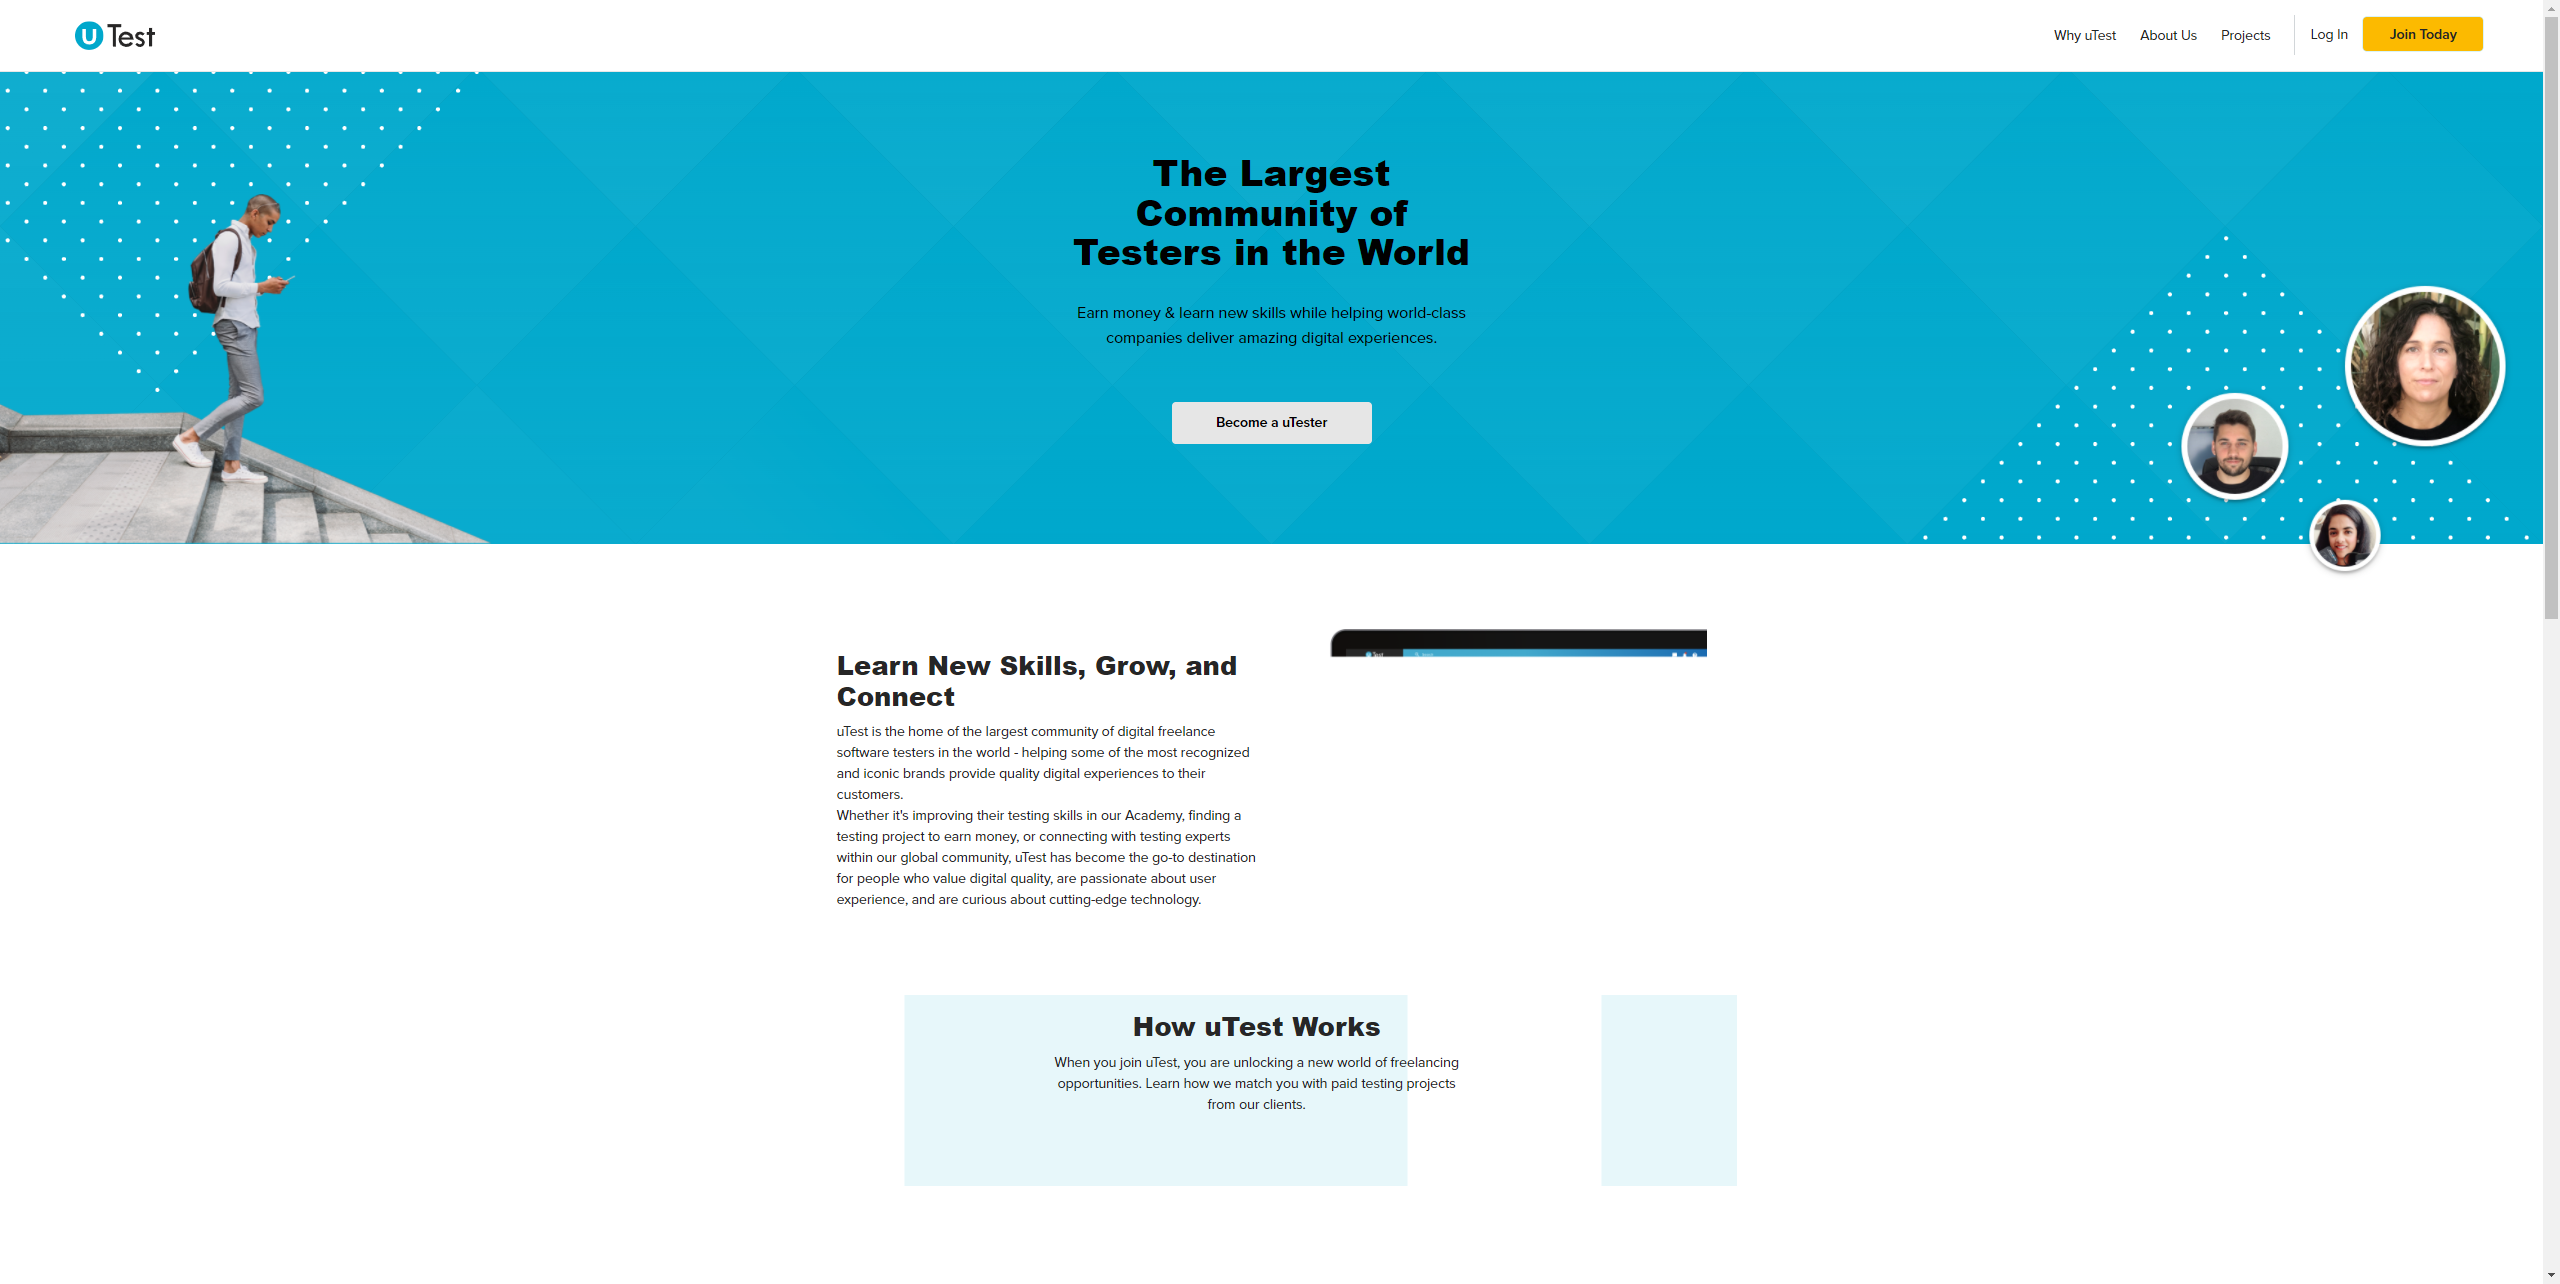 uTest
Why uTest
About Us
Projects
Log In
Join Today
The Largest
Community of
Testers in the World
Earn money & learn new skills while helping world-class
companies deliver amazing digital experiences.
Become a uTester
Learn New Skills, Grow, and
Connect
uTest is the home of the largest community of digital freelance
software testers in the world - helping some of the most recognized
and iconic brands provide quality digital experiences to their
customers.
Whether it's improving their testing skills in our Academy, finding a
testing project to earn money, or connecting with testing experts
within our global community, uTest has become the go-to destination
for people who value digital quality, are passionate about user
experience, and are curious about cutting-edge technology.
uTest
How uTest Works
When you join uTest, you are unlocking a new world of freelancing
opportunities. Learn how we match you with paid testing projects
from our clients.